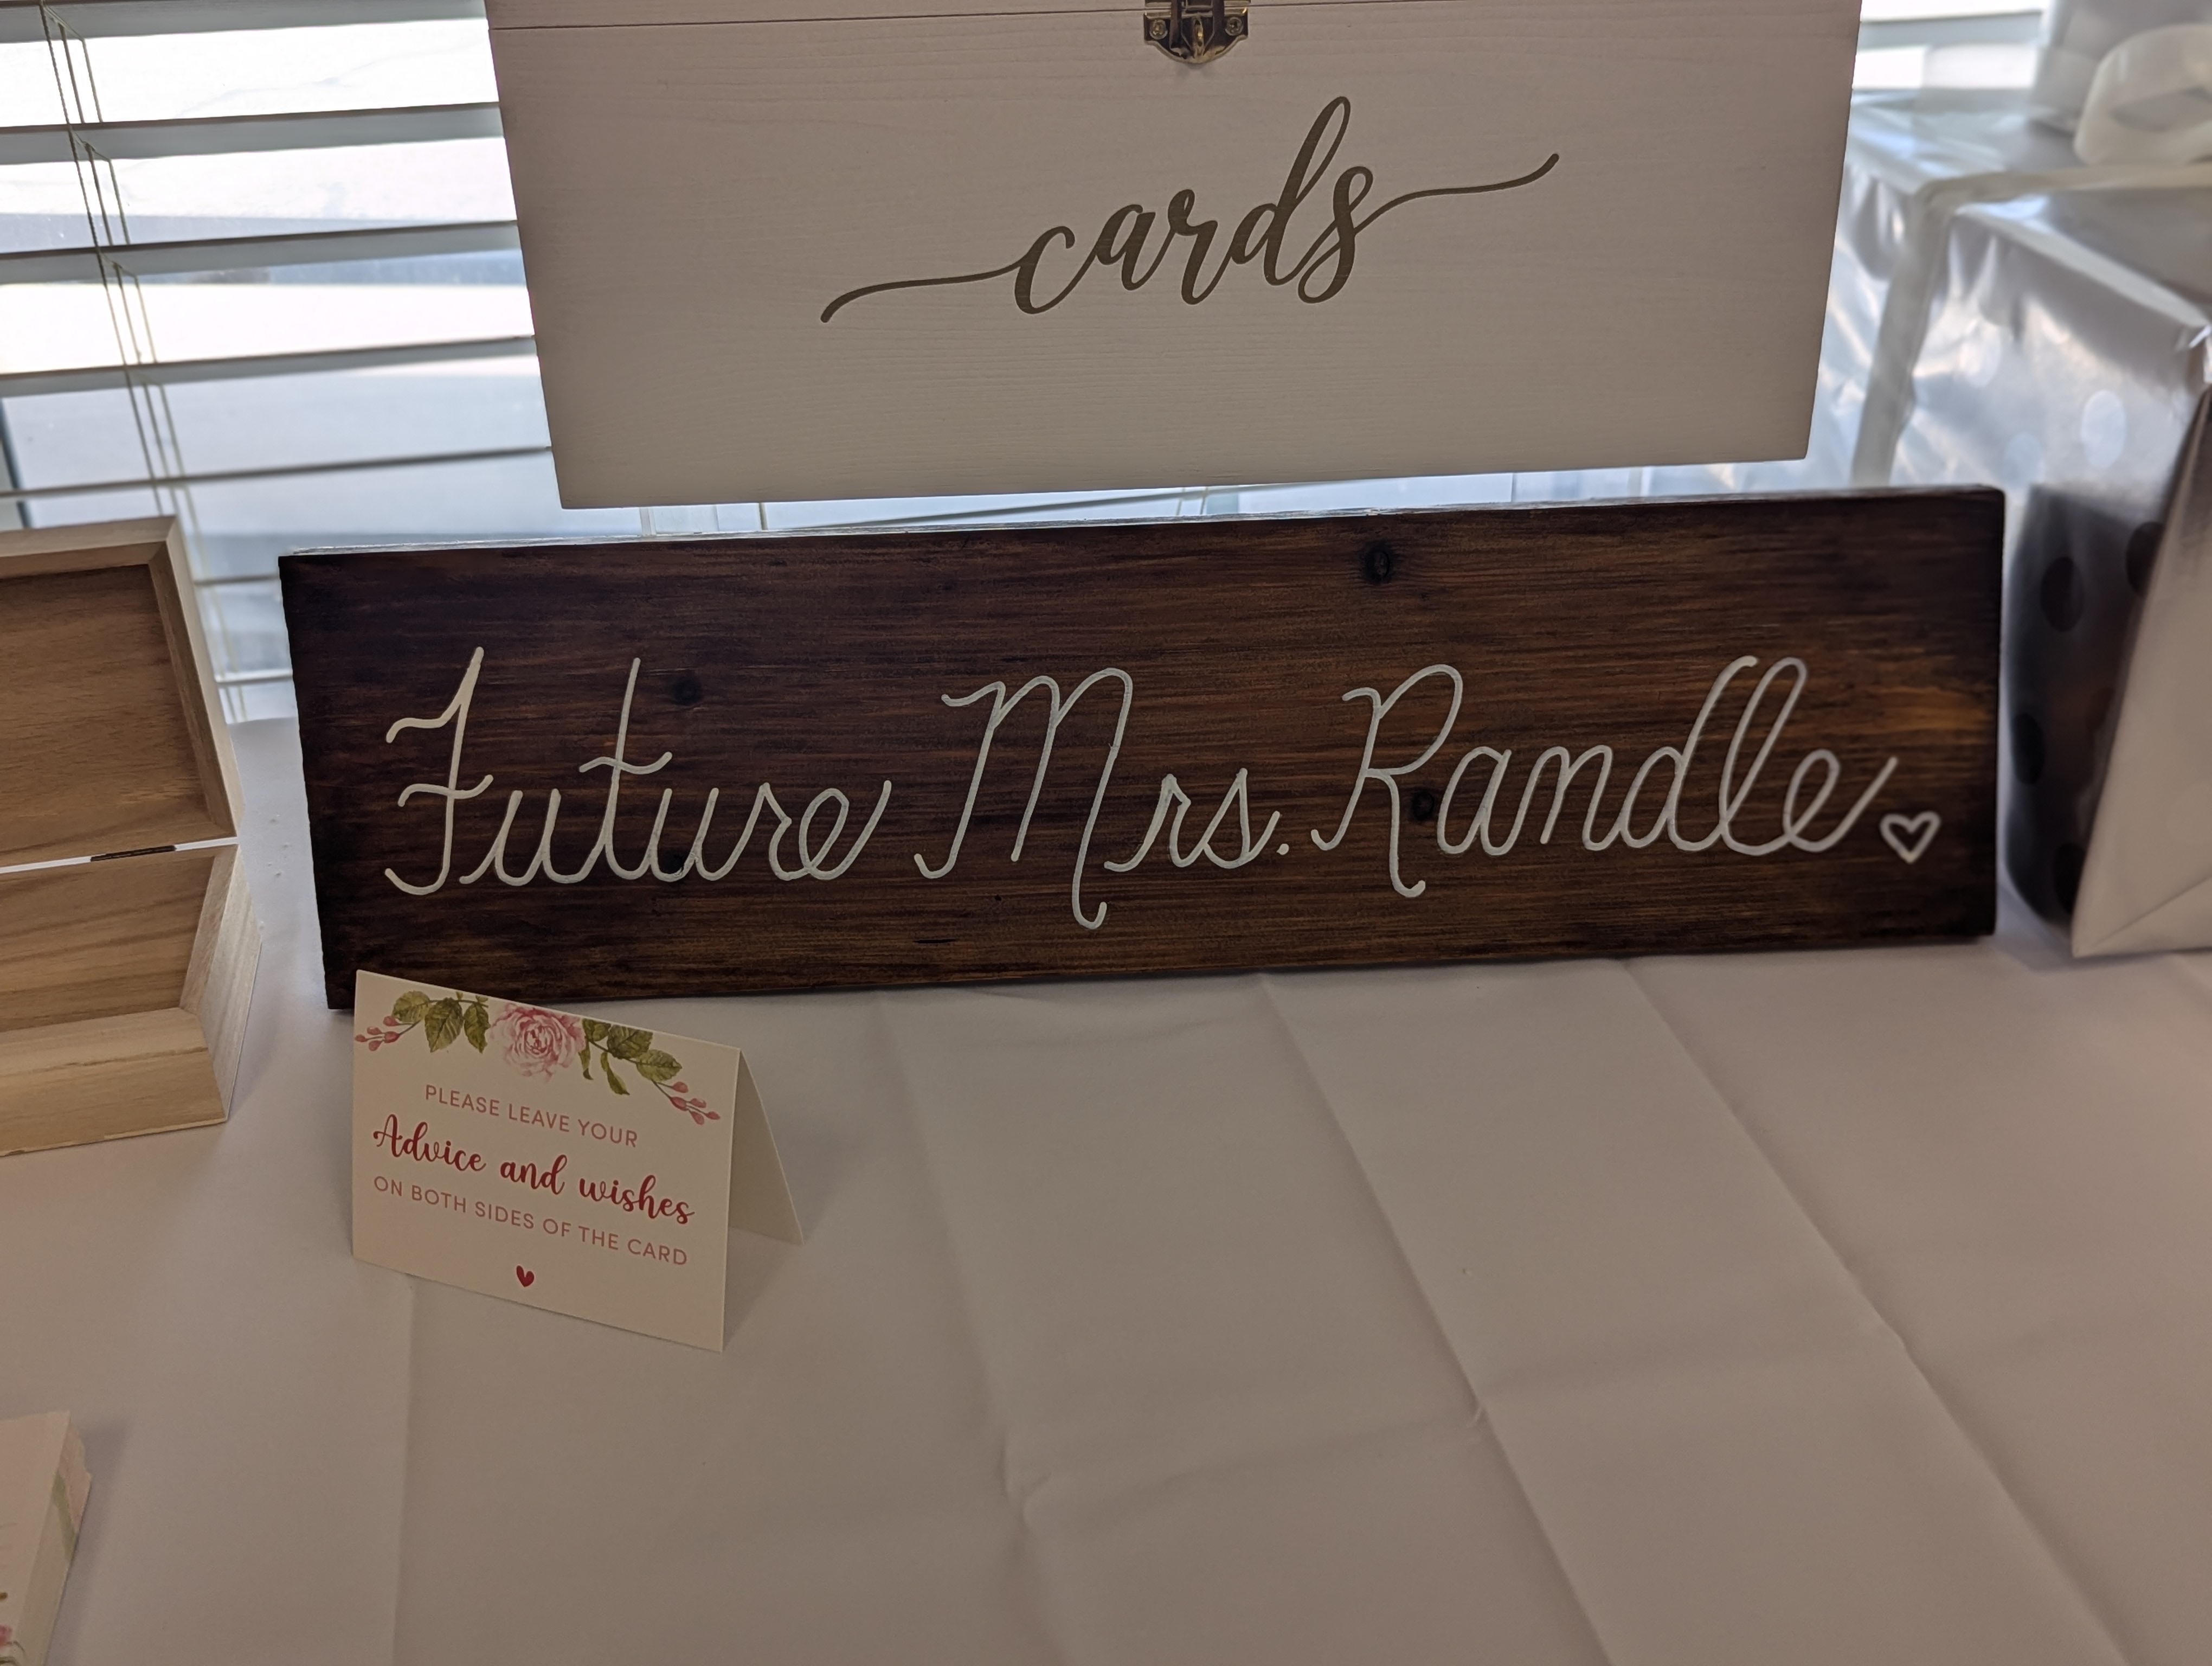 cards
Future Mrs. Randle
PLEASE LEAVE YOUR
Advice and wishes
ON BOTH SIDES OF THE CARD